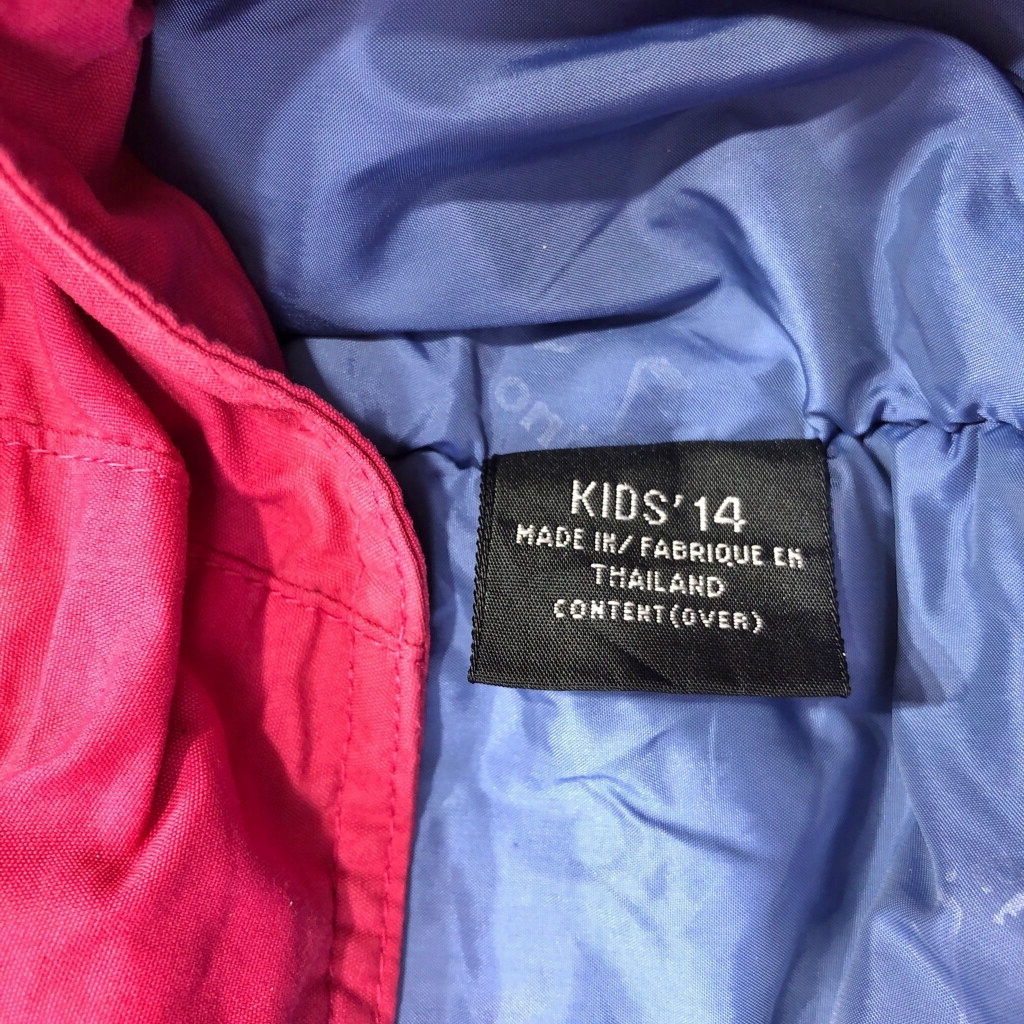 KIDS' 14
MADE IN/ FABRIQUE EN
THAILAND
CONTENT(OVER)